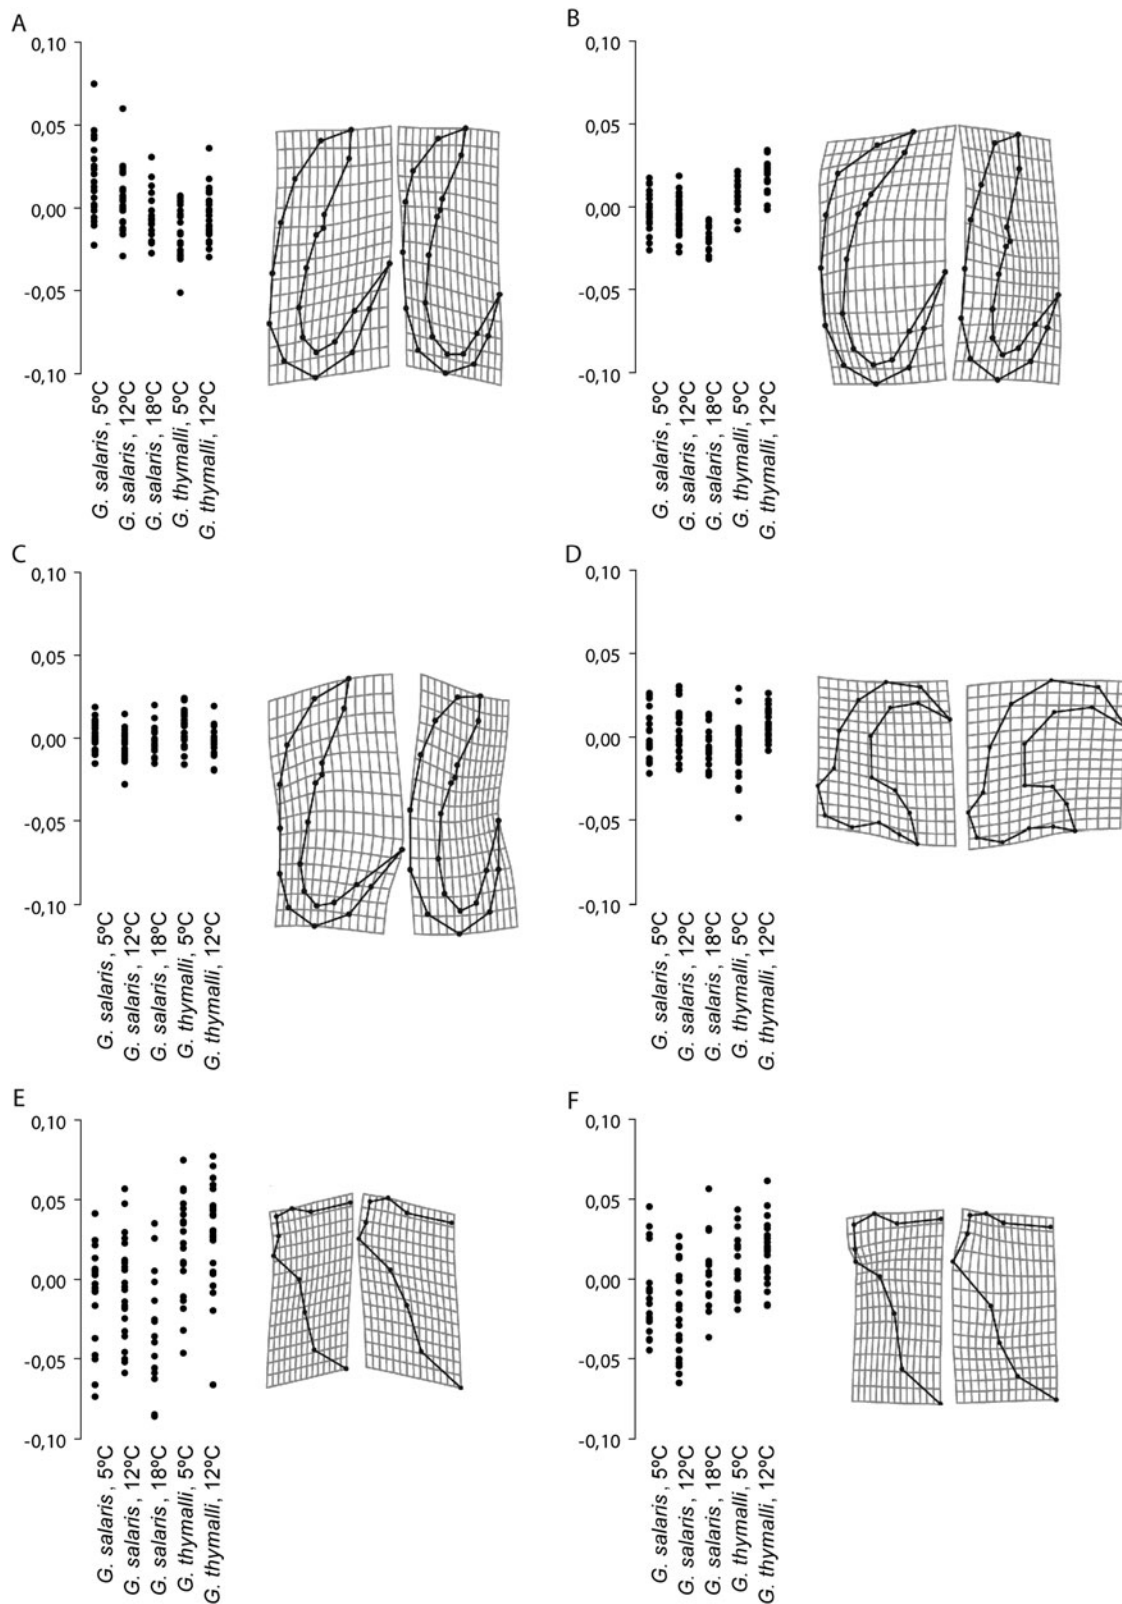 A
0,10
0,05
0,00
-0,05
-0,10
G. salaris, 5ºC
G. salaris, 12ºC
G. salaris, 18ºC
G. thymalli, 5ºC
G. thymalli, 12ºC
B
0,10
0,05
0,00
-0,05
-0,10
G. salaris, 5ºC
G. salaris, 12ºC
G. salaris, 18ºC
G. thymalli, 5ºC
G. thymalli, 12ºC
C
0,10
0,05
0,00
-0,05
-0,10
G. salaris, 5ºC
G. salaris, 12ºC
G. salaris, 18ºC
G. thymalli, 5ºC
G. thymalli, 12ºC
D
0,10
0,05
0,00
-0,05
-0,10
G. salaris, 5ºC
G. salaris, 12ºC
G. salaris, 18ºC
G. thymalli, 5ºC
G. thymalli, 12ºC
E
0,10
0,05
0,00
-0,05
-0,10
G. salaris, 5ºC
G. salaris, 12ºC
G. salaris, 18ºC
G. thymalli, 5ºC
G. thymalli, 12ºC
F
0,10
0,05
0,00
-0,05
-0,10
G. salaris, 5ºC
G. salaris, 12ºC
G. salaris, 18ºC
G. thymalli, 5ºC
G. thymalli, 12ºC